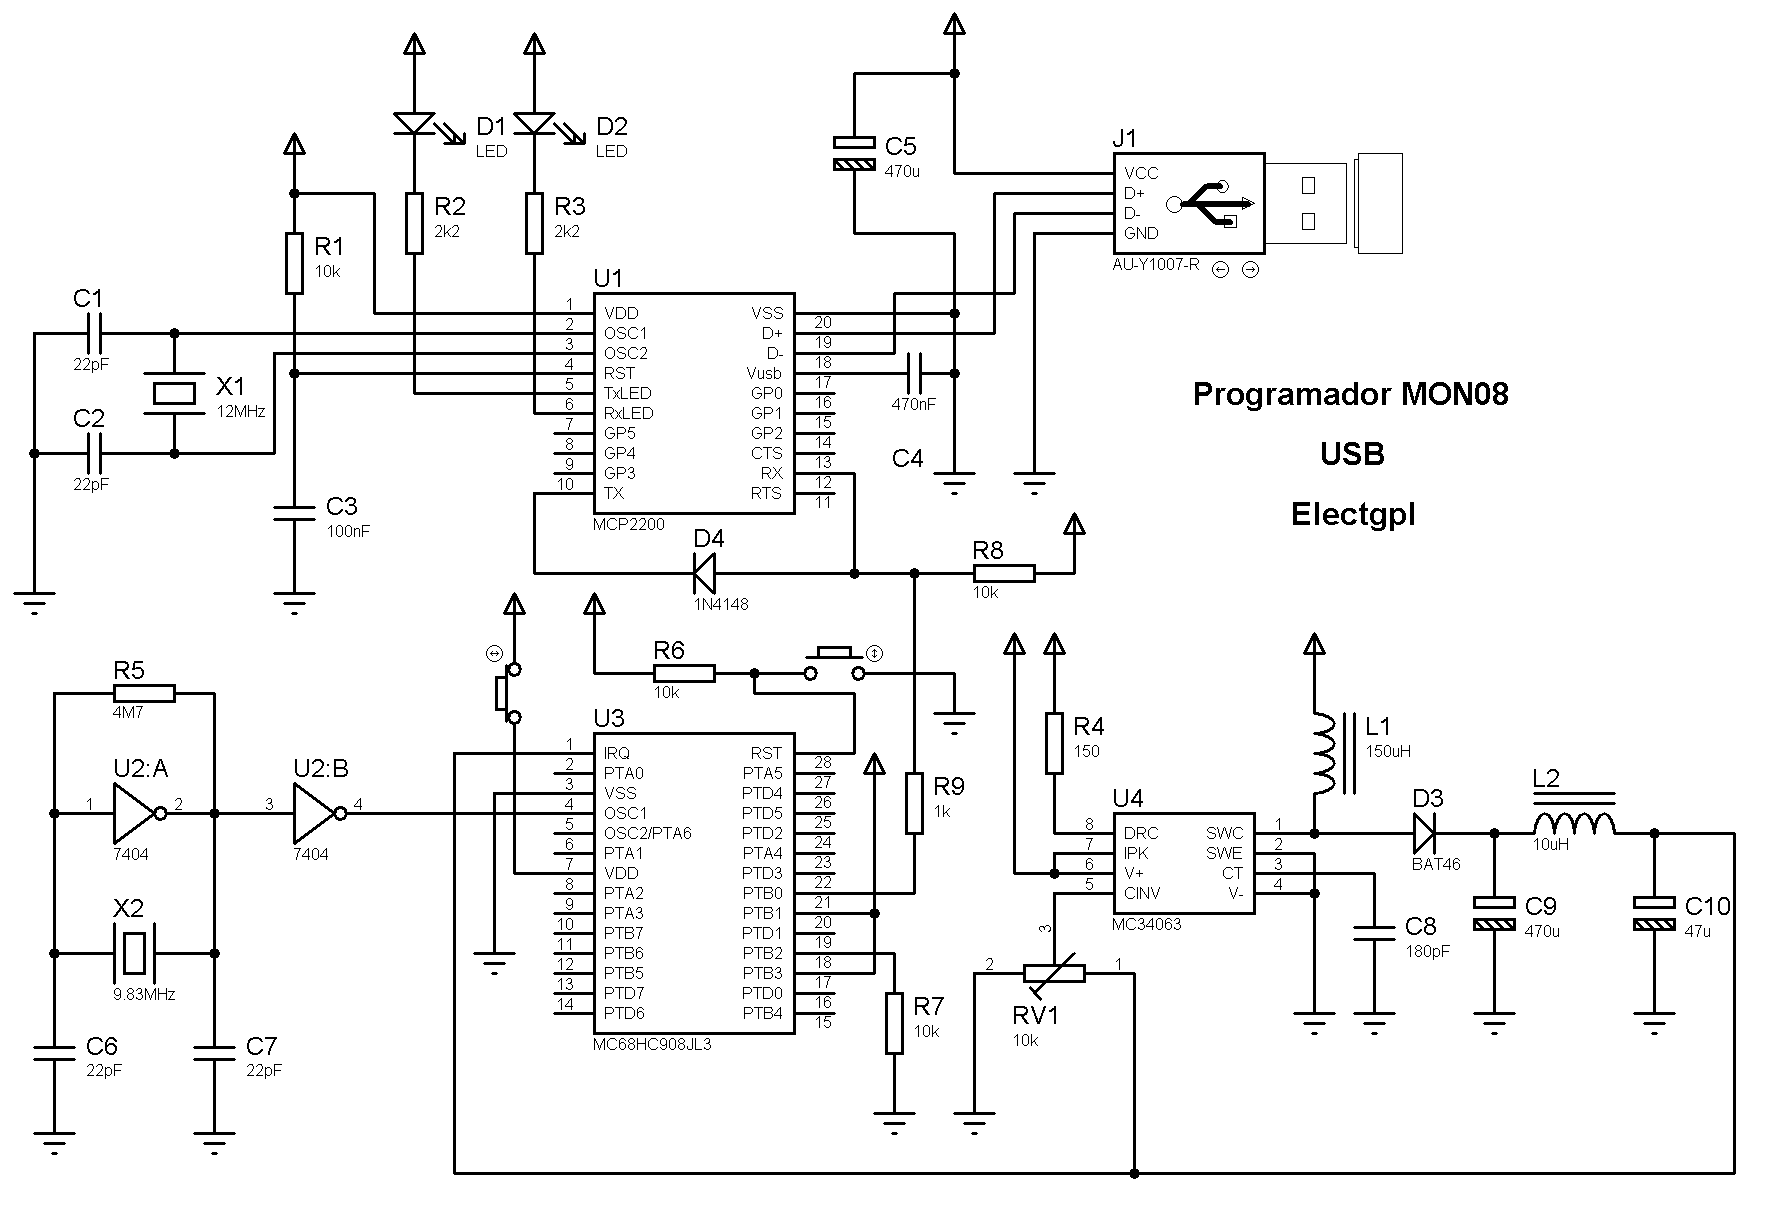 D1
LED
D2
LED
C5
470u
J1
VCC
D+
D-
GND
AU-Y1007-R
R1
10k
R2
2k2
R3
2k2
C1
22pF
C2
22pF
X1
12MHz
C3
100nF
U1
1 VDD
2 OSC1
3 OSC2
4 RST
5 TxLED
6 RxLED
7 GP5
8 GP4
9 GP3
10 TX
VSS 20
D+ 19
D- 18
Vusb 17
GP0 16
GP1 15
GP2 14
CTS 13
RX 12
RTS 11
MCP2200
470nF
C4
Programador MON08
USB
Electgpl
D4
1N4148
R8
10k
R6
10k
R5
4M7
U2:A
1 2
7404
U2:B
3 4
7404
X2
9.83MHz
C6
22pF
C7
22pF
U3
1 IRQ
2 PTA0
3 VSS
4 OSC1
5 OSC2/PTA6
6 PTA1
7 VDD
8 PTA2
9 PTA3
10 PTB7
11 PTB6
12 PTB5
13 PTD7
14 PTD6
RST 28
PTA5 27
PTD4 26
PTD5 25
PTD2 24
PTA4 23
PTD3 22
PTB0 21
PTB1 20
PTD1 19
PTB2 18
PTB3 17
PTD0 16
PTB4 15
MC68HC908JL3
R9
1k
R7
10k
R4
150
U4
8 DRC
7 IPK
6 V+
5 CINV
SWC 1
SWE 2
CT 3
V- 4
MC34063
3
2 1
RV1
10k
L1
150uH
D3
BAT46
L2
10uH
C8
180pF
C9
470u
C10
47u